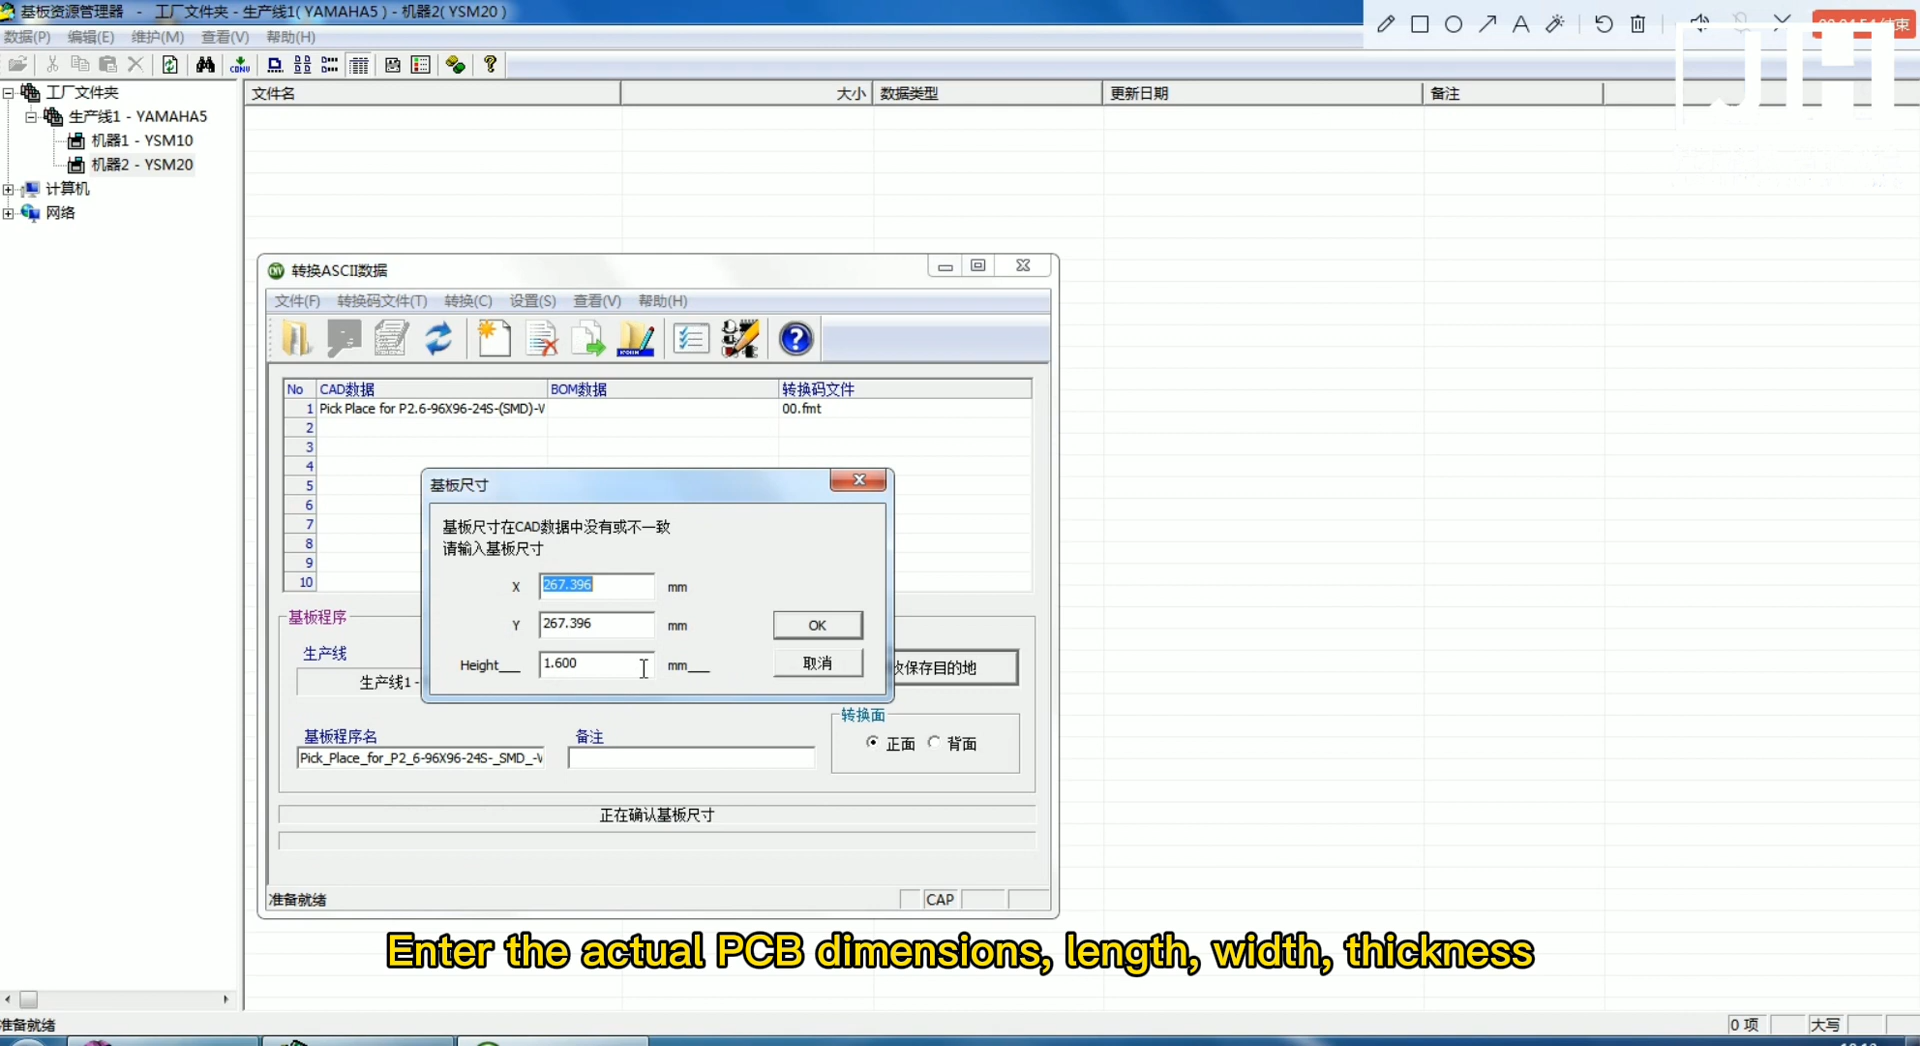 基板资源管理器 - 工厂文件夹 - 生产线1( YAMAHA5 ) - 机器2( YSM20 )
数据(P) 编辑(E) 维护(M) 查看(V) 帮助(H)
CONV
工厂文件夹
生产线1 - YAMAHA5
机器1 - YSM10
机器2 - YSM20
计算机
网络
文件名 大小 数据类型 更新日期 备注
转换ASCII数据
文件(F) 转换码文件(T) 转换(C) 设置(S) 查看(V) 帮助(H)
No CAD数据 BOM数据 转换码文件
1 Pick Place for P2.6-96X96-24S-(SMD)-V 00.fmt
2
3
4
5
6
7
8
9
10
基板尺寸
基板尺寸在CAD数据中没有或不一致
请输入基板尺寸
X 267.396 mm
Y 267.396 mm
OK
Height___ 1.600 mm___
取消
基板程序
生产线
生产线1 -
保存目的地
转换面
正面 背面
基板程序名 备注
Pick_Place_for_P2_6-96X96-24S-_SMD_-V
正在确认基板尺寸
准备就绪 CAP
Enter the actual PCB dimensions, length, width, thickness
准备就绪 0 项 大写